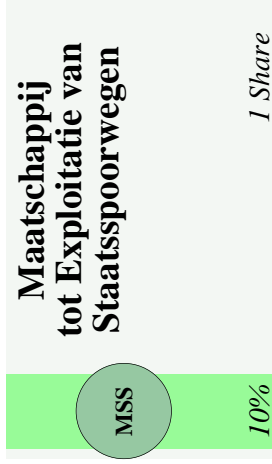 Maatschappij
tot Exploitatie van
Staatsspoorwegen
MSS
10%
1 Share